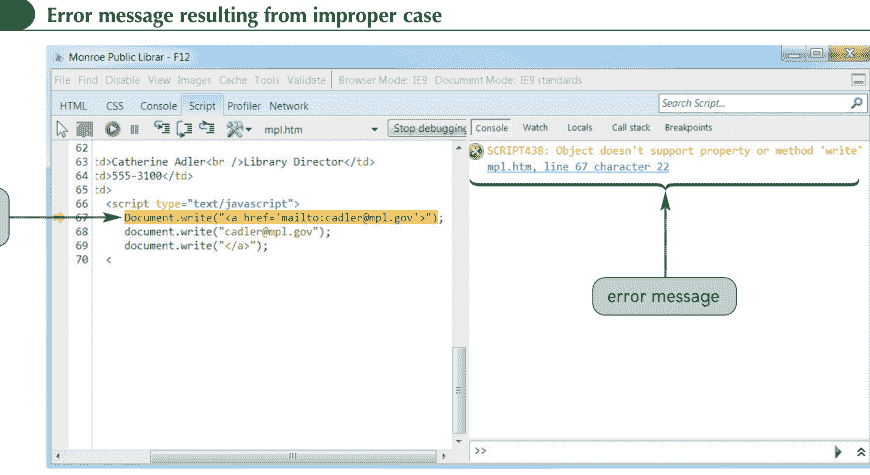 Error message resulting from improper case
Monroe Public Librar - F12
File Find Disable View Images Cache Tools Validate Browser Mode: IE9 Document Mode: IE9 standards
HTML CSS Console Script Profiler Network
Search Script...
mpl.htm
Stop debugging
Console Watch Locals Call stack Breakpoints
62
63 td>Catherine Adler<br />Library Director</td>
64 td>555-3100</td>
65 td>
66 <script type="text/javascript">
67 Document.write("<a href='mailto:cadler@mpl.gov'>");
68 document.write("cadler@mpl.gov");
69 document.write("</a>");
70 <
SCRIPT438: Object doesn't support property or method 'write'
mpl.htm, line 67 character 22
error message
>>